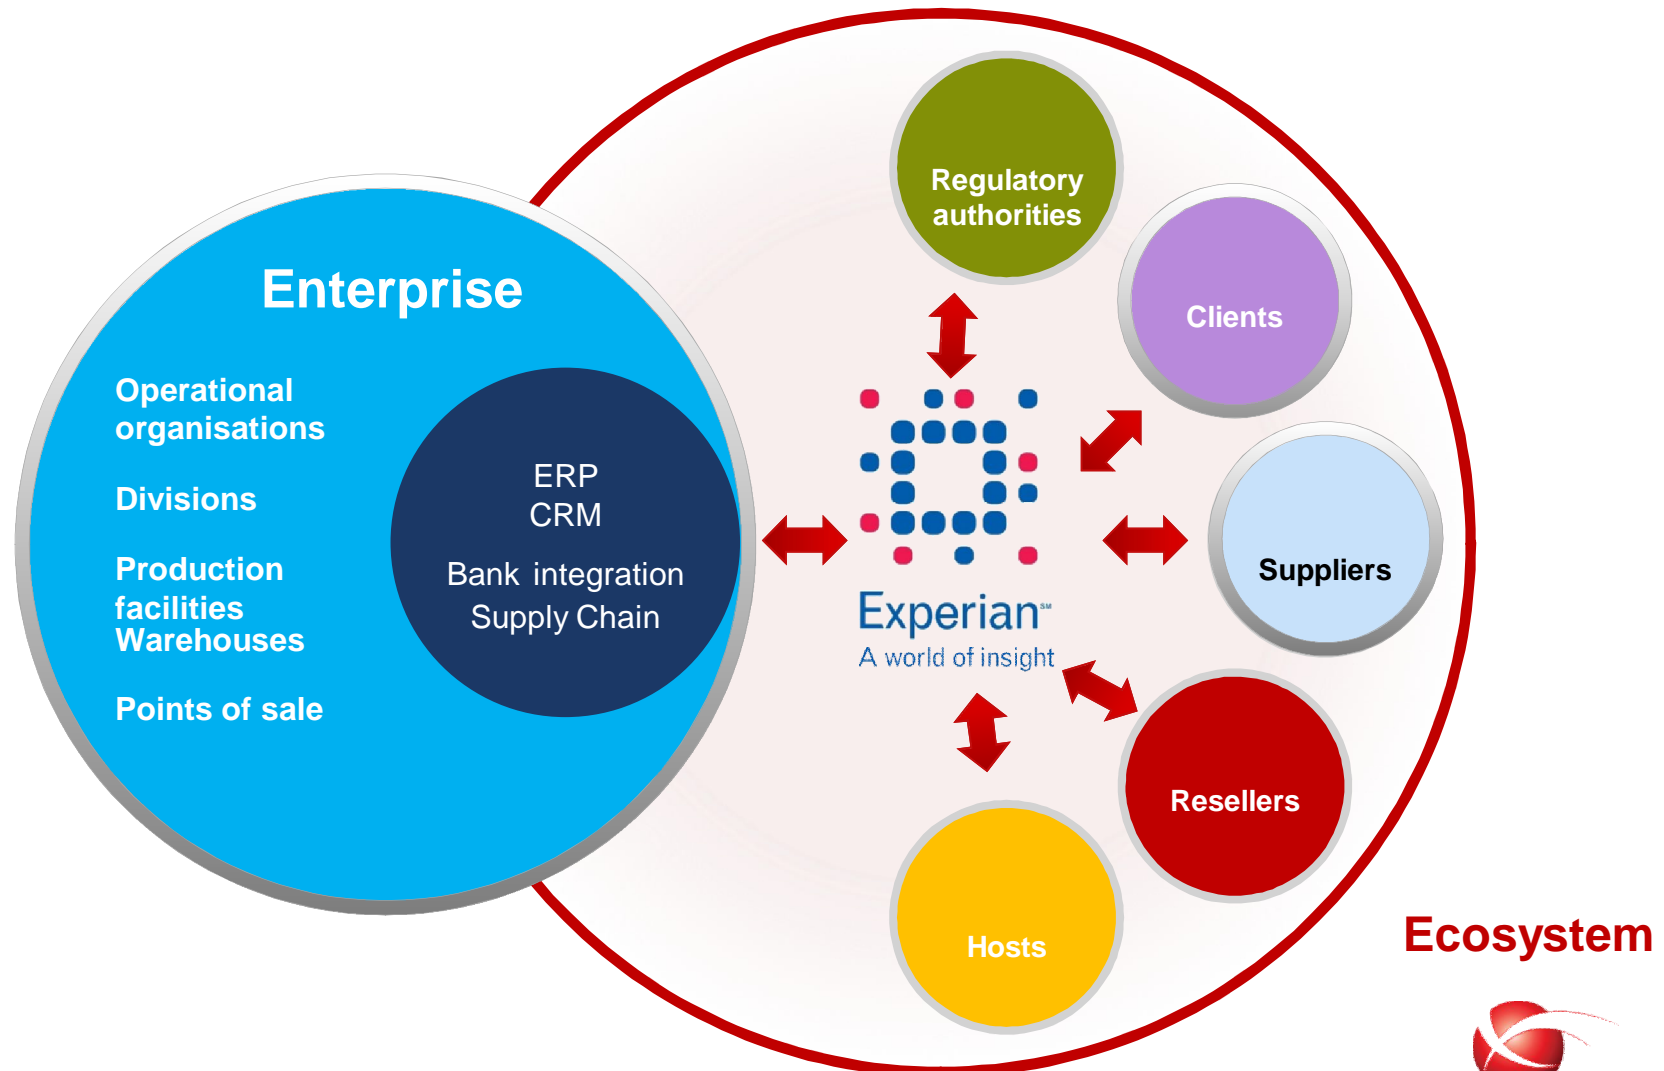 Enterprise
Operational
organisations
Divisions
Production
facilities
Warehouses
Points of sale
ERP
CRM
Bank integration
Supply Chain
Experian℠
A world of insight
Regulatory
authorities
Clients
Suppliers
Resellers
Hosts
Ecosystem